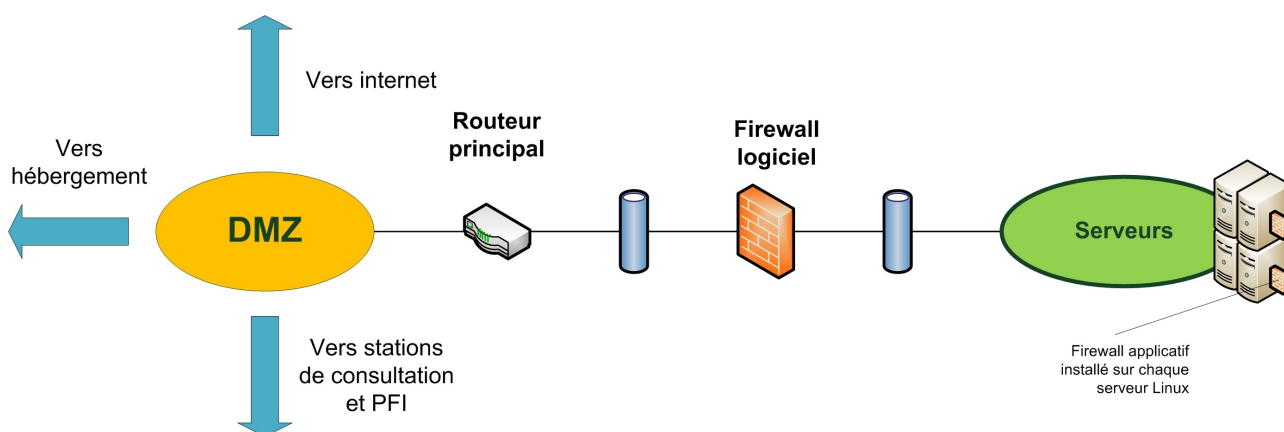 Vers internet
Vers
hébergement
Routeur
principal
Firewall
logiciel
DMZ
Serveurs
Vers stations
de consultation
et PFI
Firewall applicatif
installé sur chaque
serveur Linux